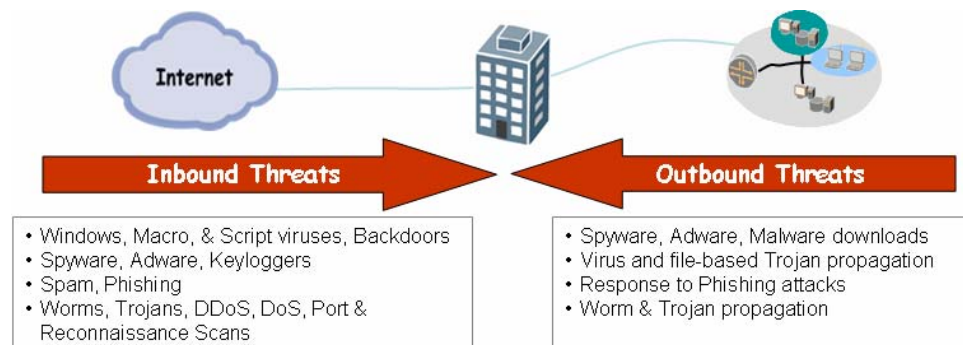 Internet
Inbound Threats
Outbound Threats
• Windows, Macro, & Script viruses, Backdoors
• Spyware, Adware, Keyloggers
• Spam, Phishing
• Worms, Trojans, DDoS, DoS, Port &
Reconnaissance Scans
• Spyware, Adware, Malware downloads
• Virus and file-based Trojan propagation
• Response to Phishing attacks
• Worm & Trojan propagation